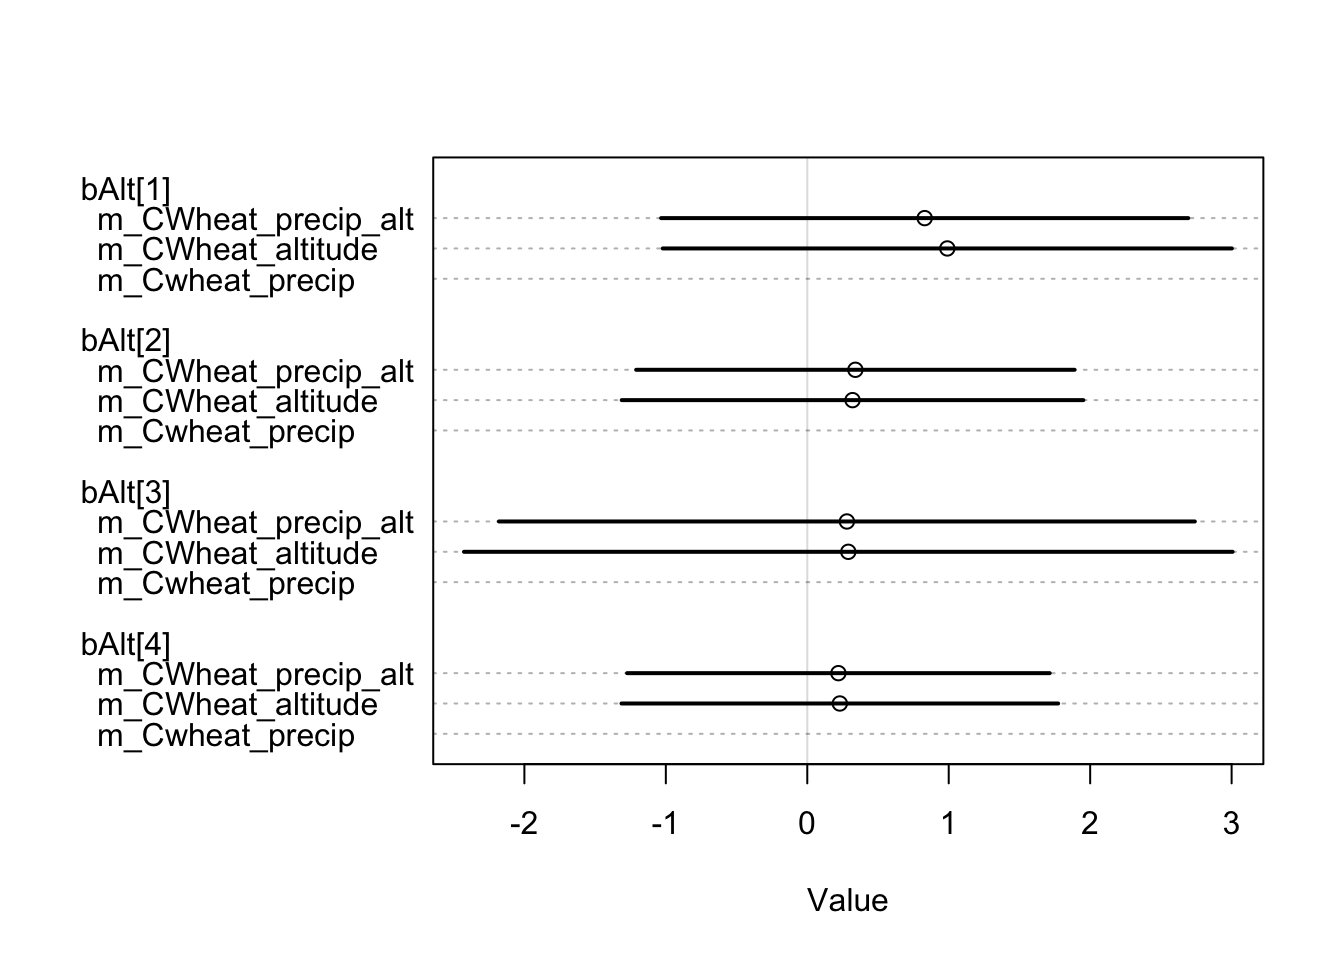 bAlt[1]
m_CWheat_precip_alt
m_CWheat_altitude
m_Cwheat_precip
bAlt[2]
m_CWheat_precip_alt
m_CWheat_altitude
m_Cwheat_precip
bAlt[3]
m_CWheat_precip_alt
m_CWheat_altitude
m_Cwheat_precip
bAlt[4]
m_CWheat_precip_alt
m_CWheat_altitude
m_Cwheat_precip
-2 -1 0 1 2 3
Value